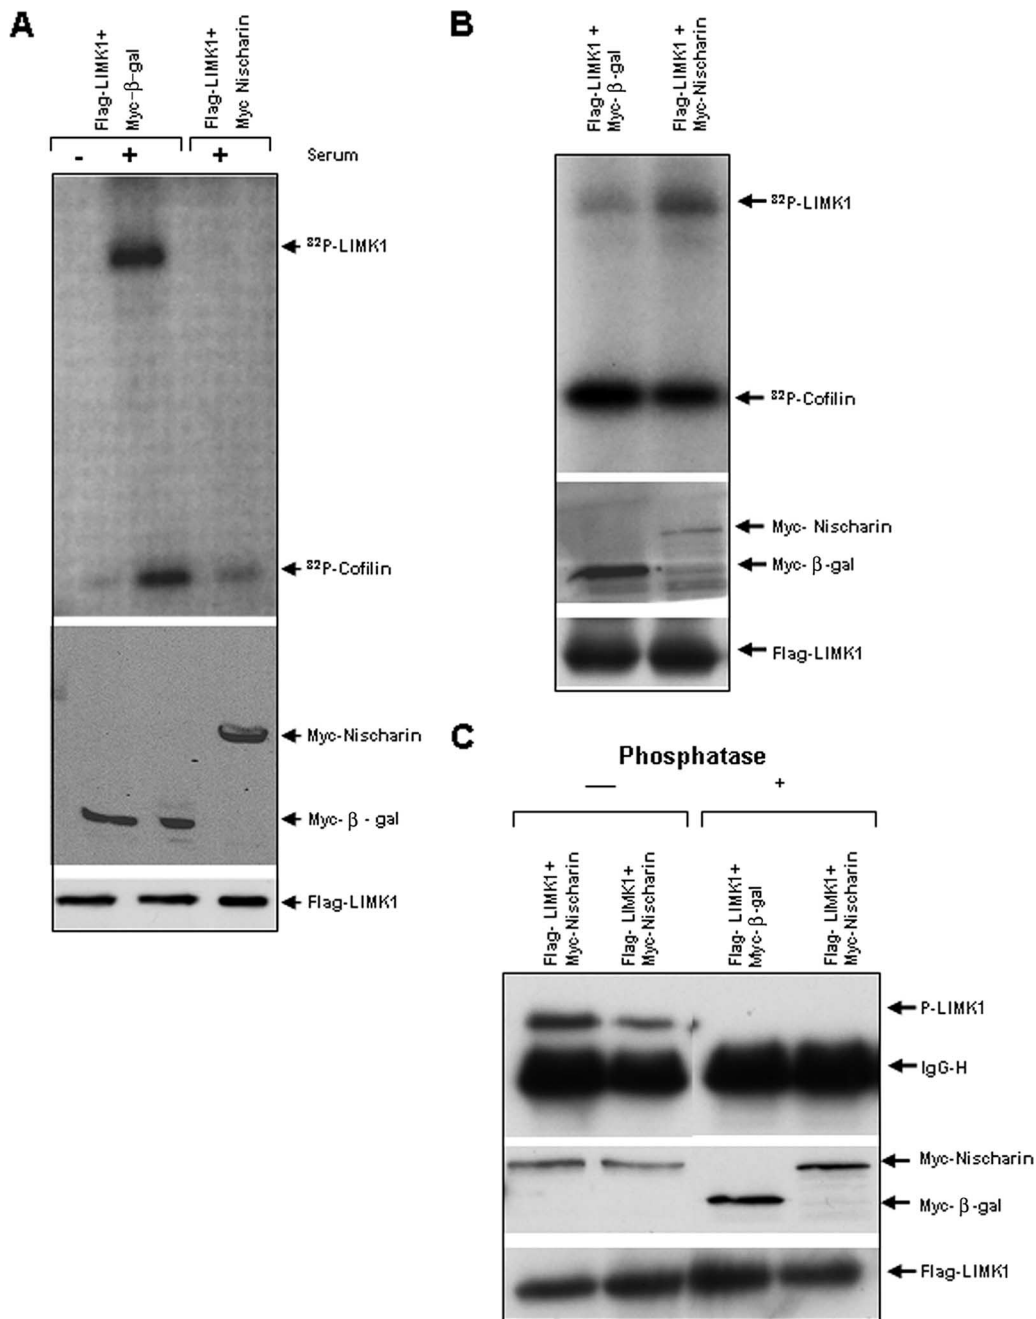 A
Flag-LIMK1+
Myc-β-gal
Flag-LIMK1+
Myc Nischarin
- + + Serum
³²P-LIMK1
³²P-Cofilin
Myc-Nischarin
Myc- β - gal
Flag-LIMK1
B
Flag-LIMK1 +
Myc- β-gal
Flag-LIMK1 +
Myc-Nischarin
³²P-LIMK1
³²P-Cofilin
Myc- Nischarin
Myc- β-gal
Flag-LIMK1
C
Phosphatase
— +
Flag- LIMK1+
Myc-Nischarin
Flag- LIMK1+
Myc-Nischarin
Flag- LIMK1+
Myc- β-gal
Flag- LIMK1+
Myc-Nischarin
P-LIMK1
IgG-H
Myc-Nischarin
Myc- β-gal
Flag-LIMK1